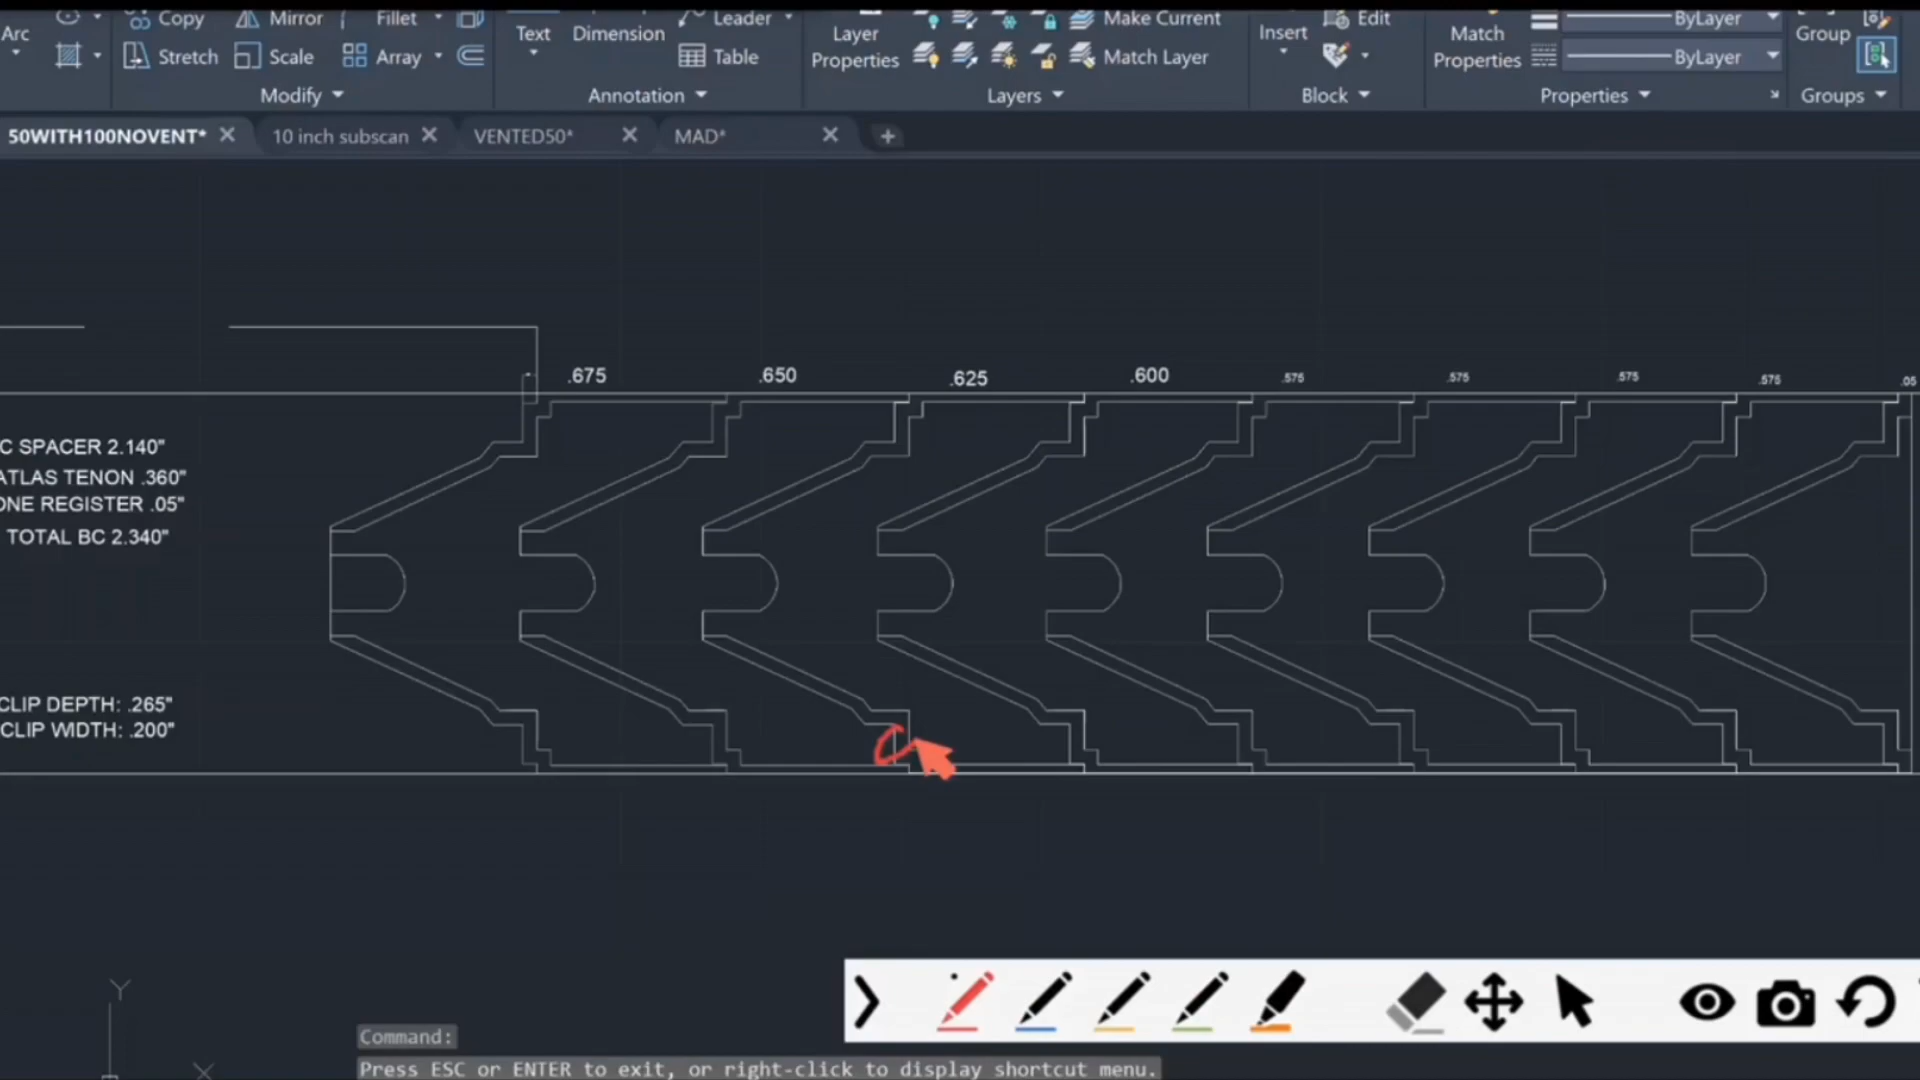 Arc
Copy
Mirror
Fillet
Stretch
Scale
Array
Modify
Text
Dimension
Leader
Table
Annotation
Layer Properties
Make Current
Match Layer
Layers
Insert
Edit
Block
Match Properties
ByLayer
ByLayer
Properties
Group
Groups
50WITH100NOVENT*
10 inch subscan
VENTED50*
MAD*
.675 .650 .625 .600 .575 .575 .575 .575 .05
C SPACER 2.140"
ATLAS TENON .360"
ONE REGISTER .05"
TOTAL BC 2.340"
CLIP DEPTH: .265"
CLIP WIDTH: .200"
Y
X
Command:
Press ESC or ENTER to exit, or right-click to display shortcut menu.